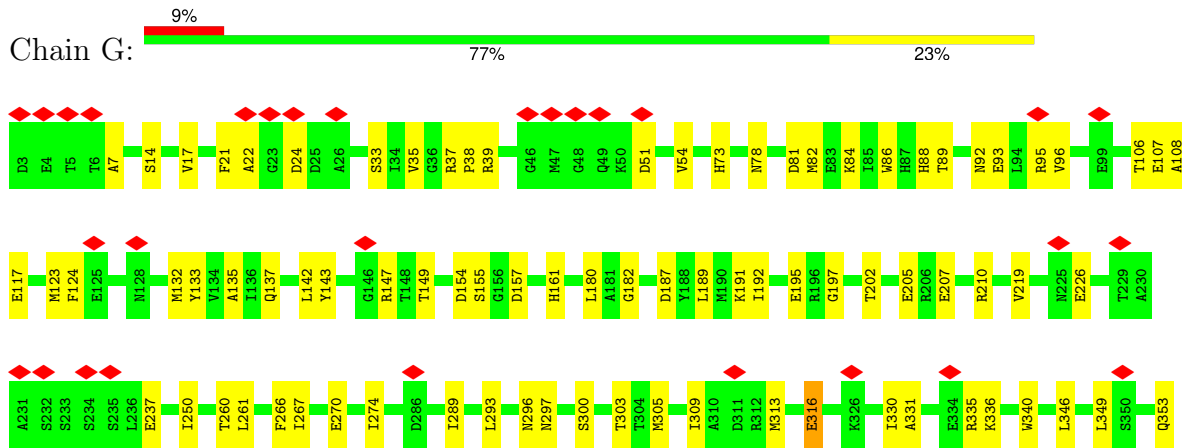 9%
Chain G:
77% 23%
D3 E4 T5 T6 A7 S14 V17 F21 A22 G23 D24 D25 A26 S33 I34 V35 G36 R37 P38 R39 G46 M47 G48 Q49 K50 D51 V54 H73 N78 D81 M82 E83 K84 I85 W86 H87 H88 T89 N92 E93 L94 R95 V96 E99 T106 E107 A108
E117 M123 F124 E125 N128 M132 Y133 V134 A135 I136 Q137 L142 Y143 G146 R147 T148 T149 D154 S155 G156 D157 H161 L180 A181 G182 D187 Y188 L189 M190 K191 I192 E195 R196 G197 T202 E205 R206 E207 R210 V219 N225 E226 T229 A230
A231 S232 S233 S234 S235 L236 E237 I250 T260 L261 F266 I267 E270 I274 D286 I289 L293 N296 N297 S300 T303 T304 M305 I309 A310 D311 R312 M313 E316 K326 I330 A331 E334 R335 K336 W340 L346 L349 S350 Q353